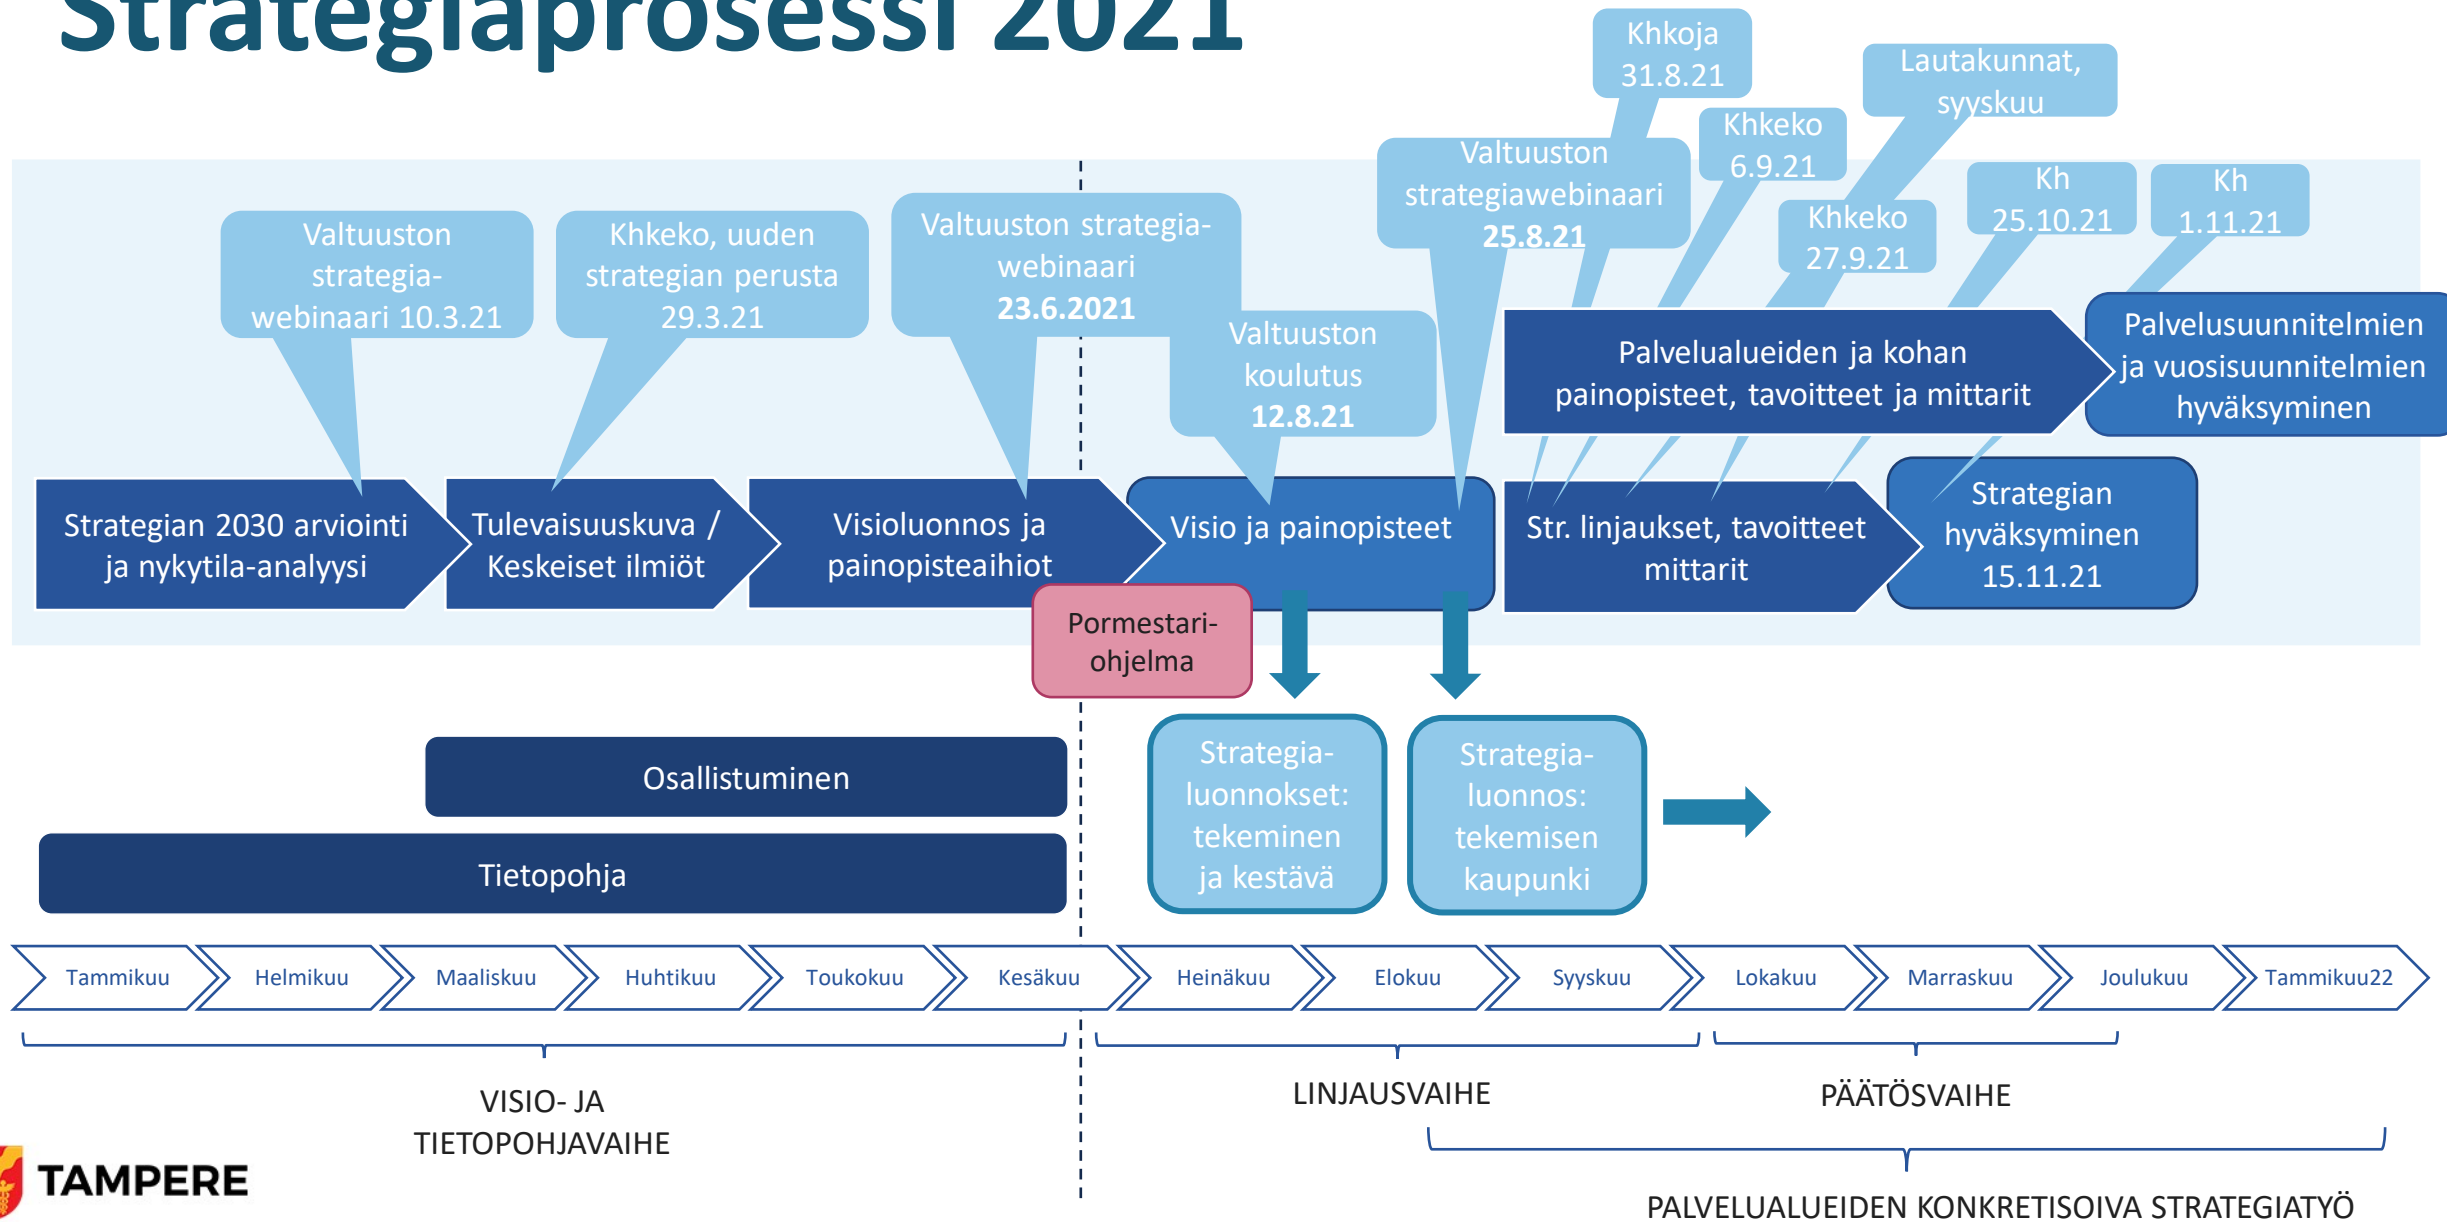 Strategiaprosessi 2021
Khkoja
31.8.21
Lautakunnat,
syyskuu
Khkeko
6.9.21
Valtuuston
strategiawebinaari
25.8.21
Kh
25.10.21
Kh
1.11.21
Khkeko
27.9.21
Valtuuston
strategia-
webinaari 10.3.21
Khkeko, uuden
strategian perusta
29.3.21
Valtuuston strategia-
webinaari
23.6.2021
Valtuuston
koulutus
12.8.21
Palvelualueiden ja kohan
painopisteet, tavoitteet ja mittarit
Palvelusuunnitelmien
ja vuosisuunnitelmien
hyväksyminen
Strategian 2030 arviointi
ja nykytila-analyysi
Tulevaisuuskuva /
Keskeiset ilmiöt
Visioluonnos ja
painopisteaihiot
Visio ja painopisteet
Str. linjaukset, tavoitteet
mittarit
Strategian
hyväksyminen
15.11.21
Pormestari-
ohjelma
Osallistuminen
Tietopohja
Strategia-
luonnokset:
tekeminen
ja kestävä
Strategia-
luonnos:
tekemisen
kaupunki
Tammikuu
Helmikuu
Maaliskuu
Huhtikuu
Toukokuu
Kesäkuu
Heinäkuu
Elokuu
Syyskuu
Lokakuu
Marraskuu
Joulukuu
Tammikuu22
VISIO- JA
TIETOPOHJAVAIHE
LINJAUSVAIHE
PÄÄTÖSVAIHE
PALVELUALUEIDEN KONKRETISOIVA STRATEGIATYÖ
TAMPERE